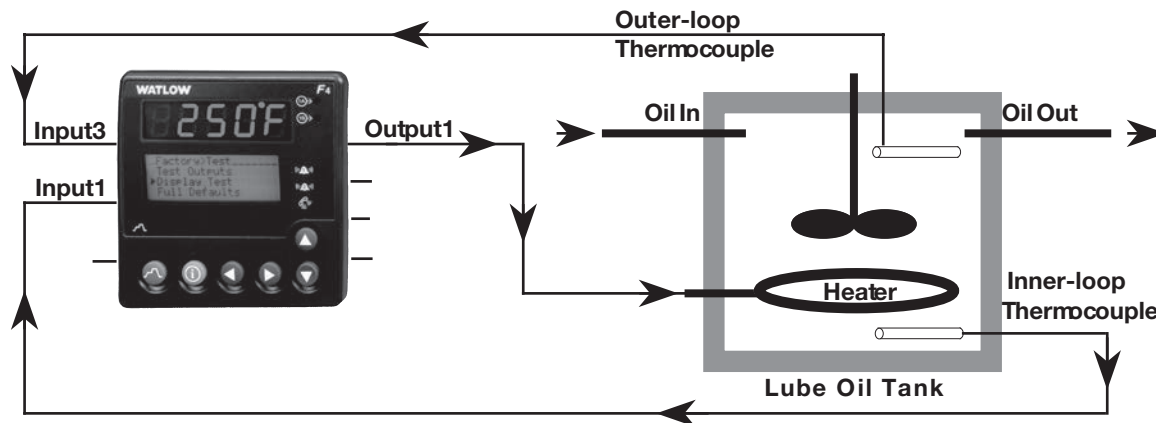 Outer-loop
Thermocouple
WATLOW
F4
250°F
Factory>Test
Test Outputs
Display Test
Full Defaults
Input3
Input1
Output1
Oil In
Oil Out
Heater
Inner-loop
Thermocouple
Lube Oil Tank